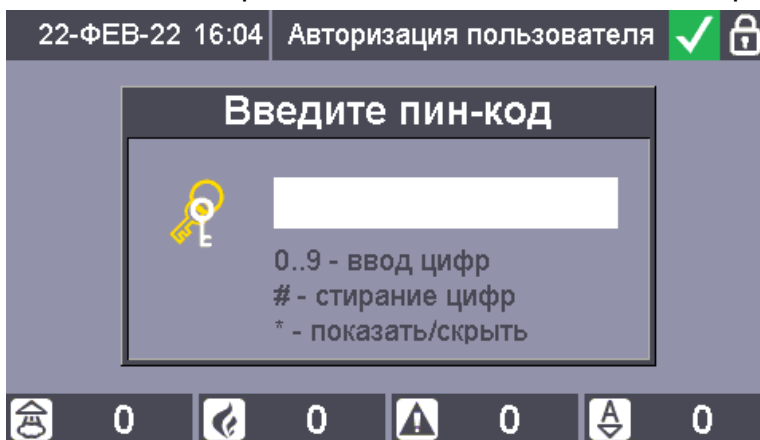 22-ФЕВ-22 16:04 Авторизация пользователя
Введите пин-код
0..9 - ввод цифр
# - стирание цифр
* - показать/скрыть
0 0 0 A 0